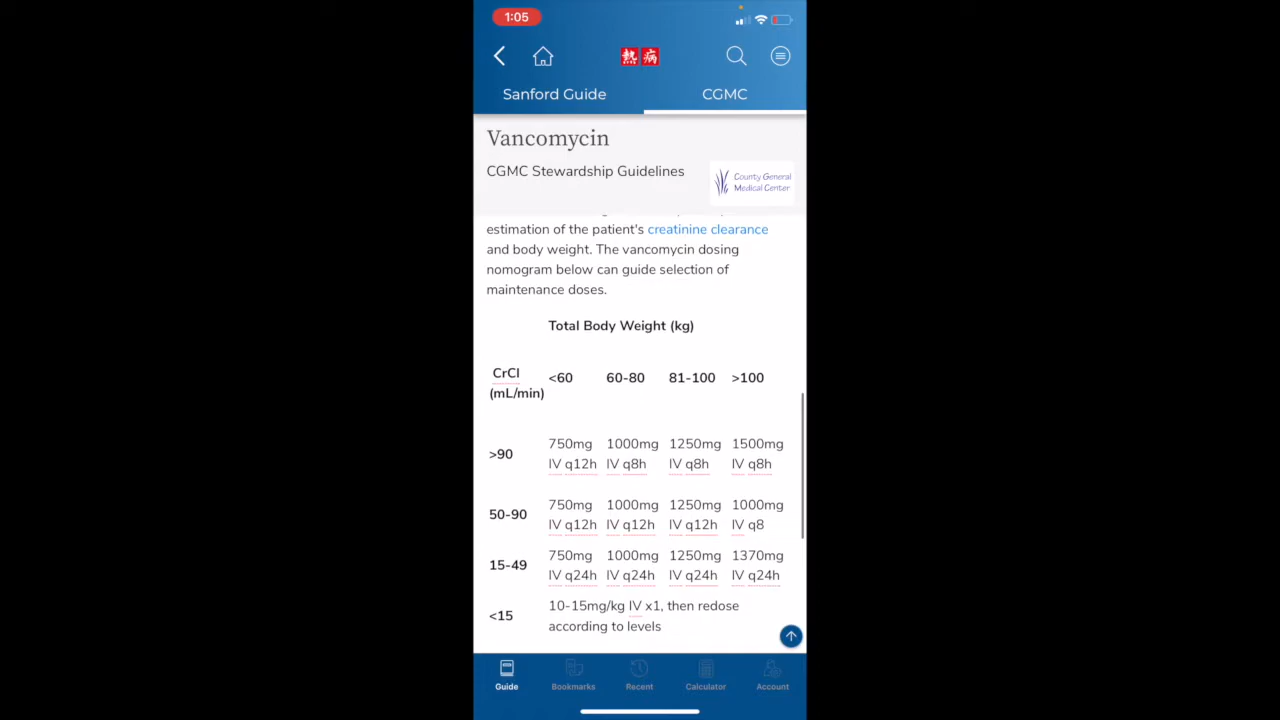 1:05
熱病
Sanford Guide
CGMC
Vancomycin
CGMC Stewardship Guidelines
County General
Medical Center
estimation of the patient's creatinine clearance
and body weight. The vancomycin dosing
nomogram below can guide selection of
maintenance doses.
Total Body Weight (kg)
CrCl
(mL/min)
<60 60-80 81-100 >100
>90
750mg 1000mg 1250mg 1500mg
IV q12h IV q8h IV q8h IV q8h
50-90
750mg 1000mg 1250mg 1000mg
IV q12h IV q12h IV q12h IV q8
15-49
750mg 1000mg 1250mg 1370mg
IV q24h IV q24h IV q24h IV q24h
<15
10-15mg/kg IV x1, then redose
according to levels
Guide Bookmarks Recent Calculator Account